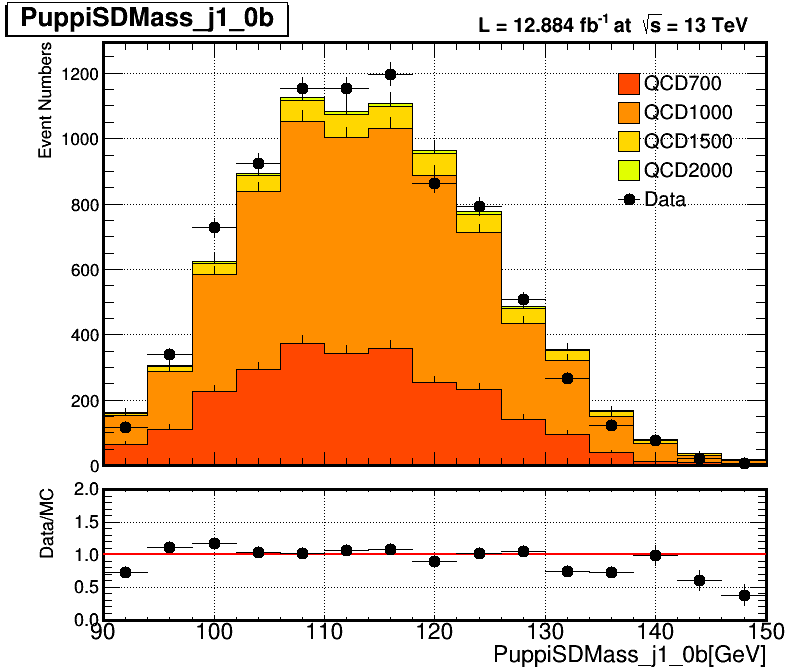 PuppiSDMass_j1_0b
L = 12.884 fb⁻¹ at √s = 13 TeV
Event Numbers
1200
1000
800
600
400
200
0
QCD700
QCD1000
QCD1500
QCD2000
Data
Data/MC
2.0
1.5
1.0
0.5
0.0
90 100 110 120 130 140 150
PuppiSDMass_j1_0b[GeV]